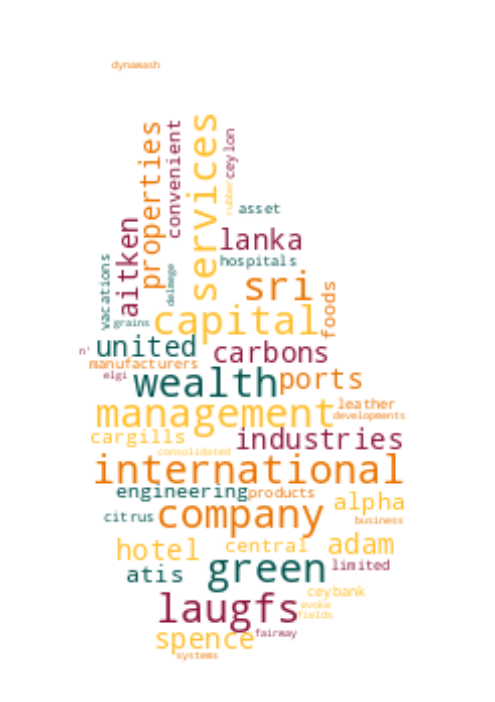 dynawash
properties
convenient
services
ceylon
rubber
asset
aitken
lanka
hospitals
vacations
delmege
sri
foods
grains
capital
united
carbons
n'
manufacturers
elgi
wealth
ports
management
leather
developments
cargills
industries
consolidated
international
engineering
products
alpha
citrus
company
business
hotel
central
adam
atis
green
limited
ceybank
laugfs
evoke
fields
spence
fairway
systems